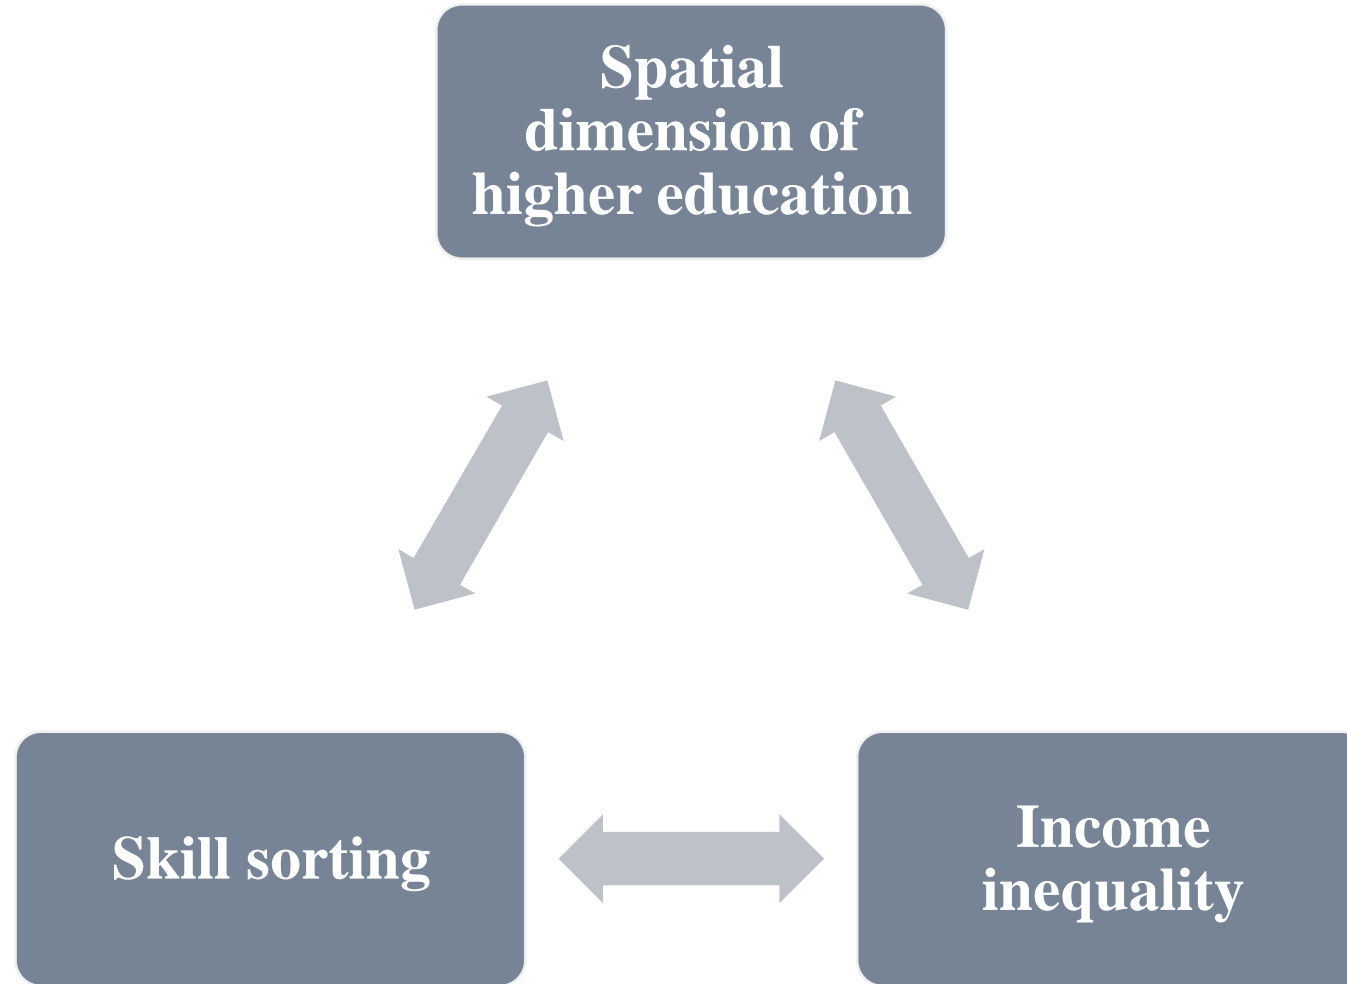 Spatial
dimension of
higher education
Skill sorting
Income
inequality